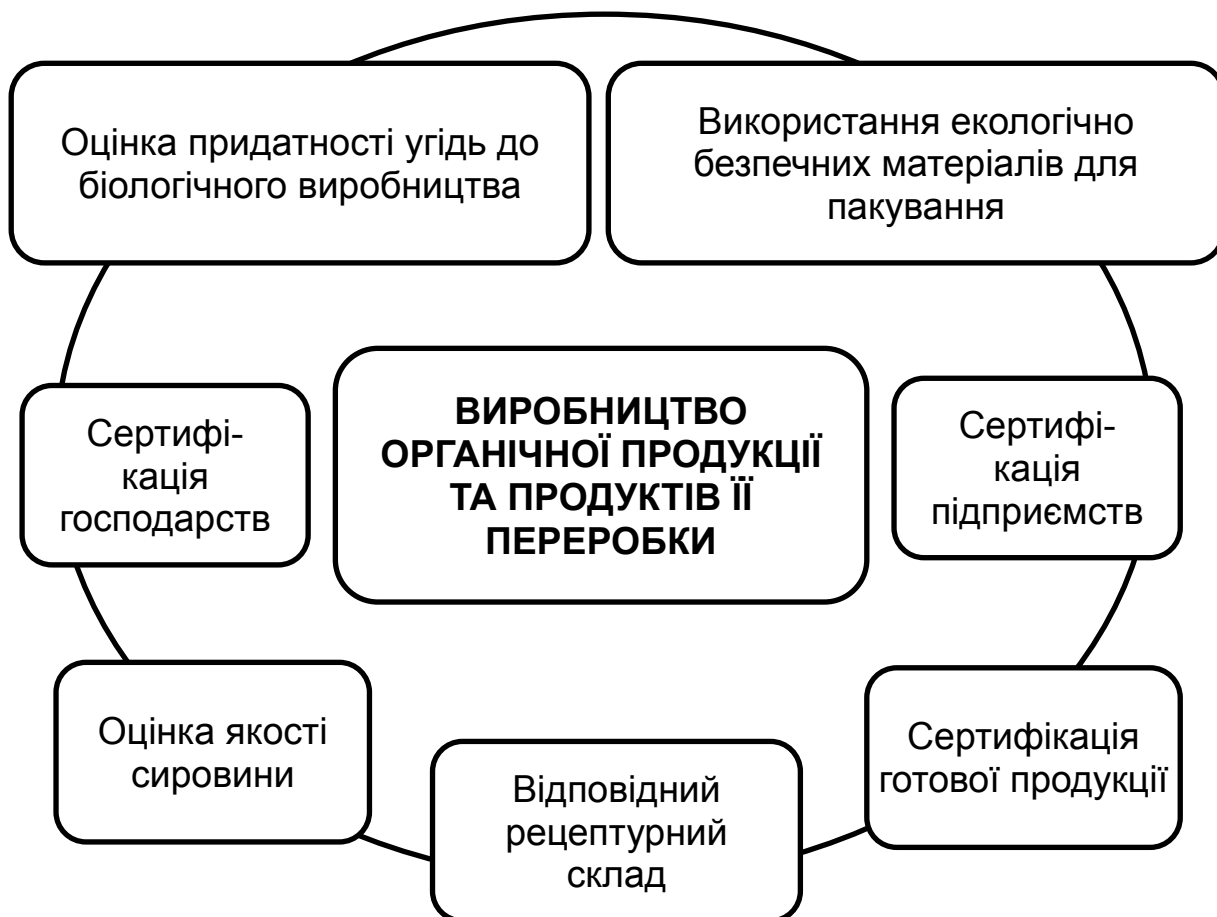 Оцінка придатності угідь до
біологічного виробництва
Використання екологічно
безпечних матеріалів для
пакування
Сертифі-
кація
господарств
ВИРОБНИЦТВО
ОРГАНІЧНОЇ ПРОДУКЦІЇ
ТА ПРОДУКТІВ ЇЇ
ПЕРЕРОБКИ
Сертифі-
кація
підприємств
Оцінка якості
сировини
Відповідний
рецептурний
склад
Сертифікація
готової продукції